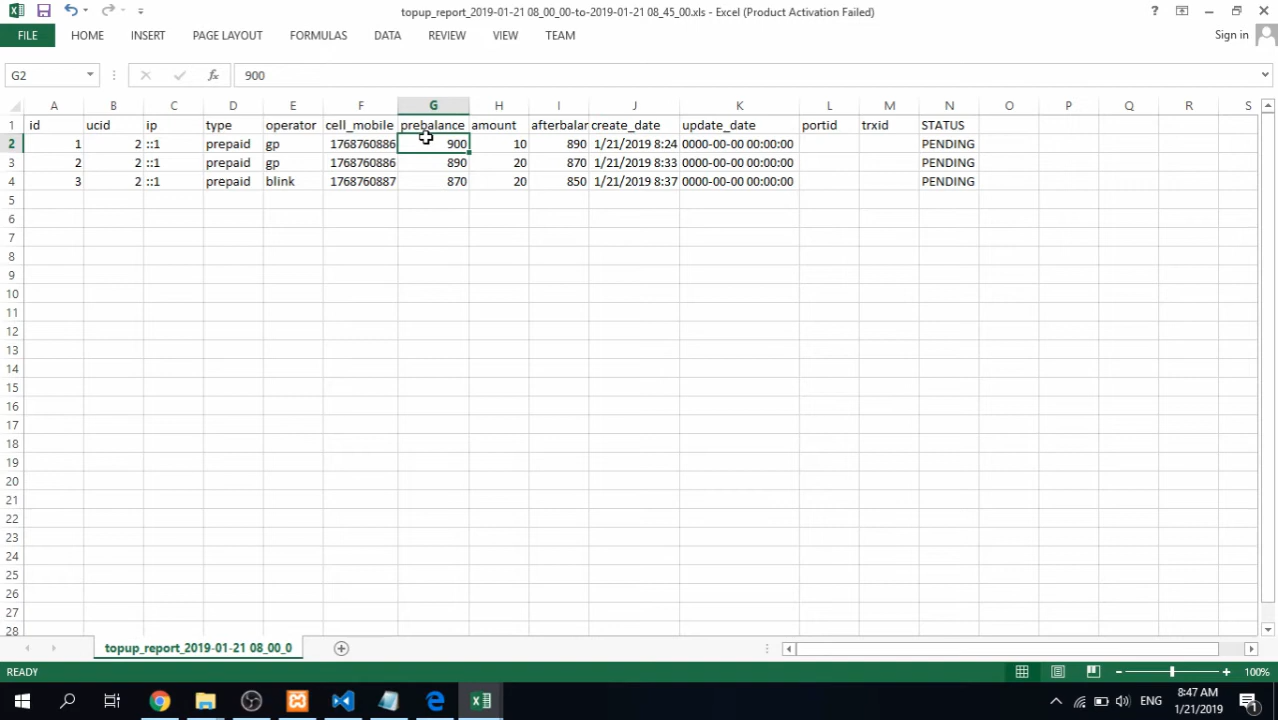 topup_report_2019-01-21 08_00_00-to-2019-01-21 08_45_00.xls - Excel (Product Activation Failed)
FILE HOME INSERT PAGE LAYOUT FORMULAS DATA REVIEW VIEW TEAM Sign in
G2 fx 900
A B C D E F G H I J K L M N O P Q R S
1 id ucid ip type operator cell_mobile prebalance amount afterbalar create_date update_date portid trxid STATUS
2 1 2 ::1 prepaid gp 1768760886 900 10 890 1/21/2019 8:24 0000-00-00 00:00:00 PENDING
3 2 2 ::1 prepaid gp 1768760886 890 20 870 1/21/2019 8:33 0000-00-00 00:00:00 PENDING
4 3 2 ::1 prepaid blink 1768760887 870 20 850 1/21/2019 8:37 0000-00-00 00:00:00 PENDING
5
6
7
8
9
10
11
12
13
14
15
16
17
18
19
20
21
22
23
24
25
26
27
28
topup_report_2019-01-21 08_00_0
READY 100%
ENG 8:47 AM
1/21/2019 1